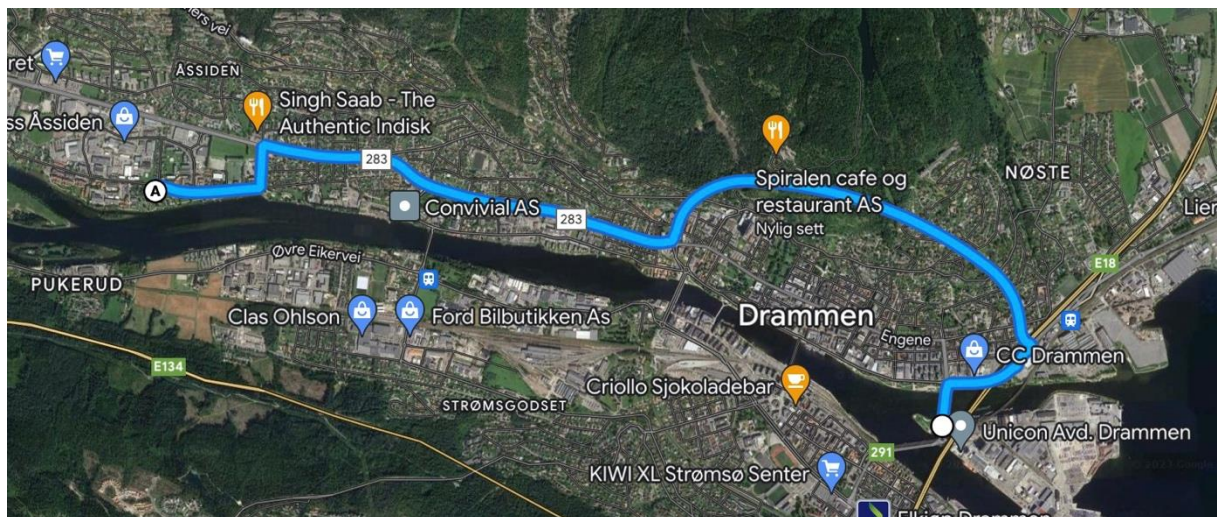 ers vei
ret
ÅSSIDEN
ss Åssiden
Singh Saab - The
Authentic Indisk
283
A
Convivial AS
283
Spiralen cafe og
restaurant AS
Nylig sett
NØSTE
Lier
E18
PUKERUD
Øvre Eikervei
Clas Ohlson
Ford Bilbutikken As
Drammen
Engene
CC Drammen
E134
STRØMSGODSET
Criollo Sjokoladebar
Unicon Avd. Drammen
291
KIWI XL Strømsø Senter
Elkjøp Drammen